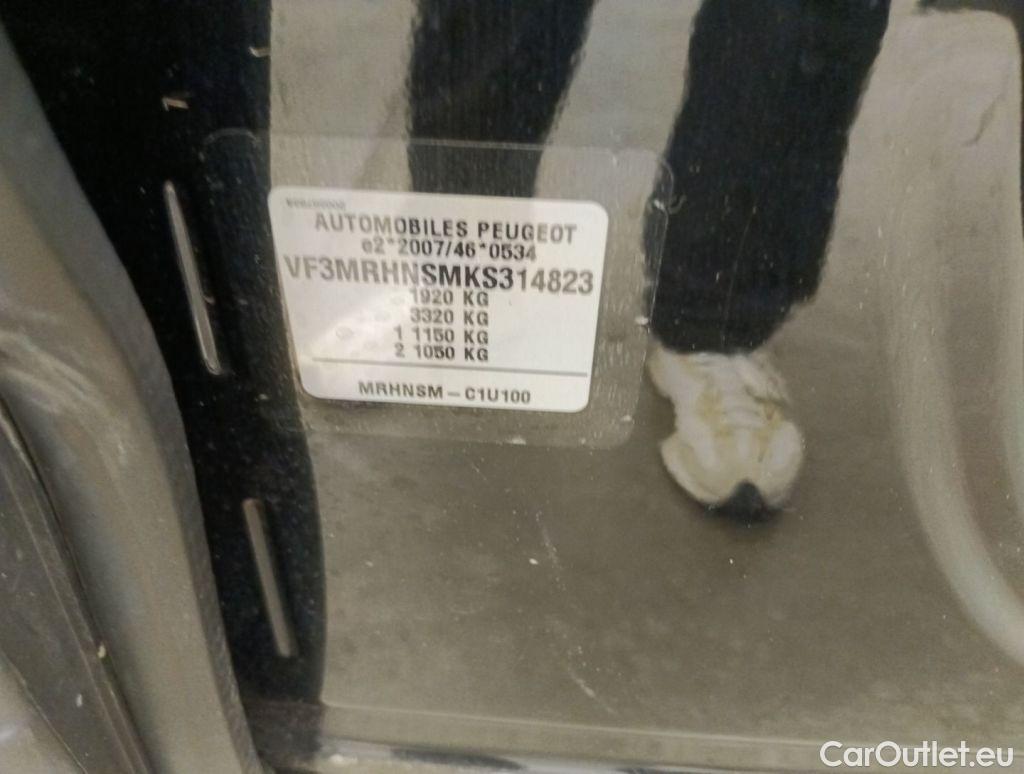 AUTOMOBILES PEUGEOT
e2*2007/46*0534
VF3MRHNSMKS314823
1920 KG
3320 KG
1 1150 KG
2 1050 KG
MRHNSM - C1U100
CarOutlet.eu